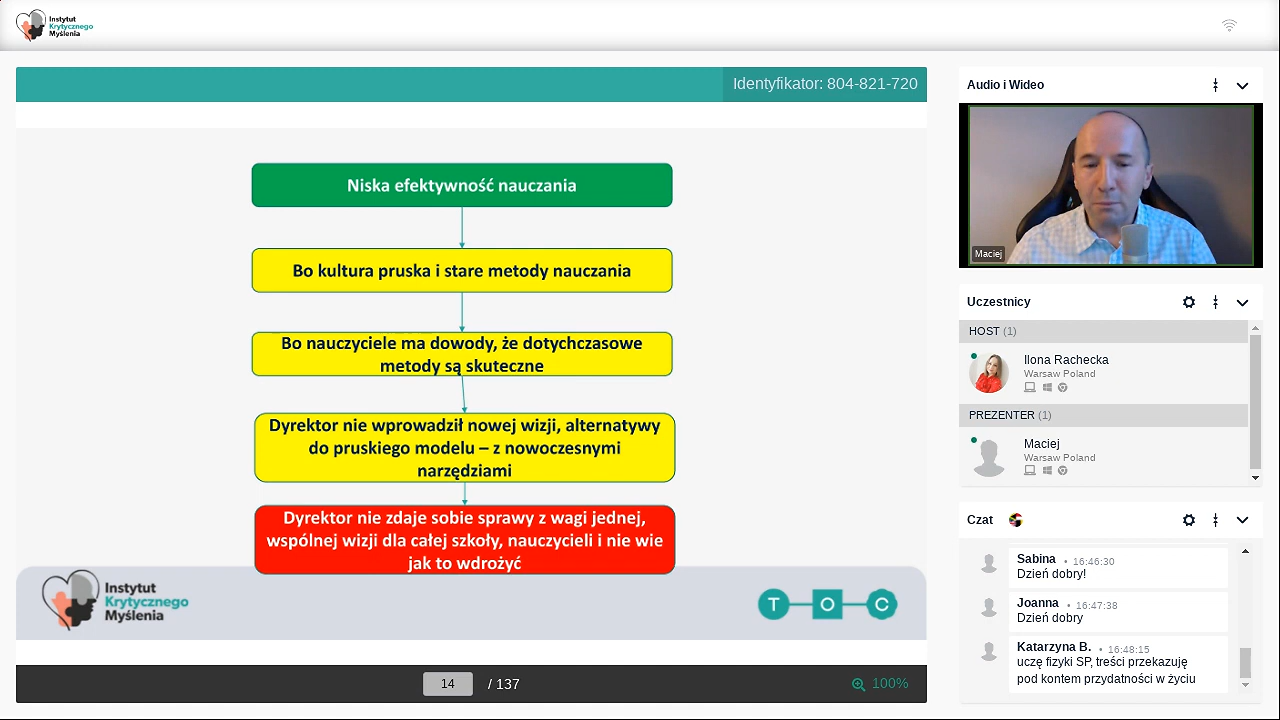 Instytut
Krytycznego
Myślenia
Identyfikator: 804-821-720
Niska efektywność nauczania
Bo kultura pruska i stare metody nauczania
Bo nauczyciele ma dowody, że dotychczasowe
metody są skuteczne
Dyrektor nie wprowadził nowej wizji, alternatywy
do pruskiego modelu – z nowoczesnymi
narzędziami
Dyrektor nie zdaje sobie sprawy z wagi jednej,
wspólnej wizji dla całej szkoły, nauczycieli i nie wie
jak to wdrożyć
Instytut
Krytycznego
Myślenia
T O C
14 / 137
100%
Audio i Wideo
Maciej
Uczestnicy
HOST (1)
Ilona Rachecka
Warsaw Poland
PREZENTER (1)
Maciej
Warsaw Poland
Czat
Sabina • 16:46:30
Dzień dobry!
Joanna • 16:47:38
Dzień dobry
Katarzyna B. • 16:48:15
uczę fizyki SP, treści przekazuję
pod kontem przydatności w życiu